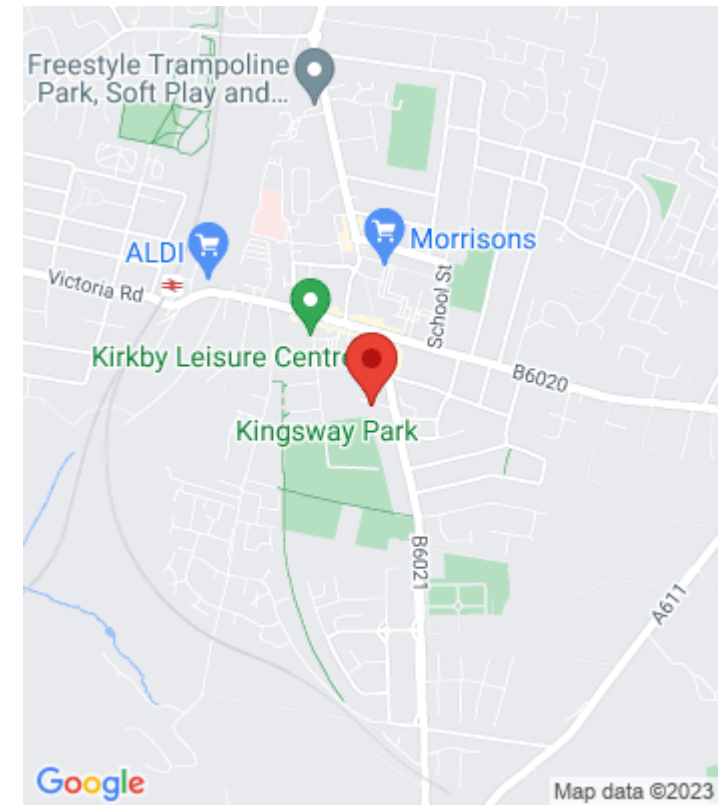 Freestyle Trampoline
Park, Soft Play and...
ALDI
Morrisons
Victoria Rd
School St
Kirkby Leisure Centre
B6020
Kingsway Park
B6021
A611
Google
Map data ©2023